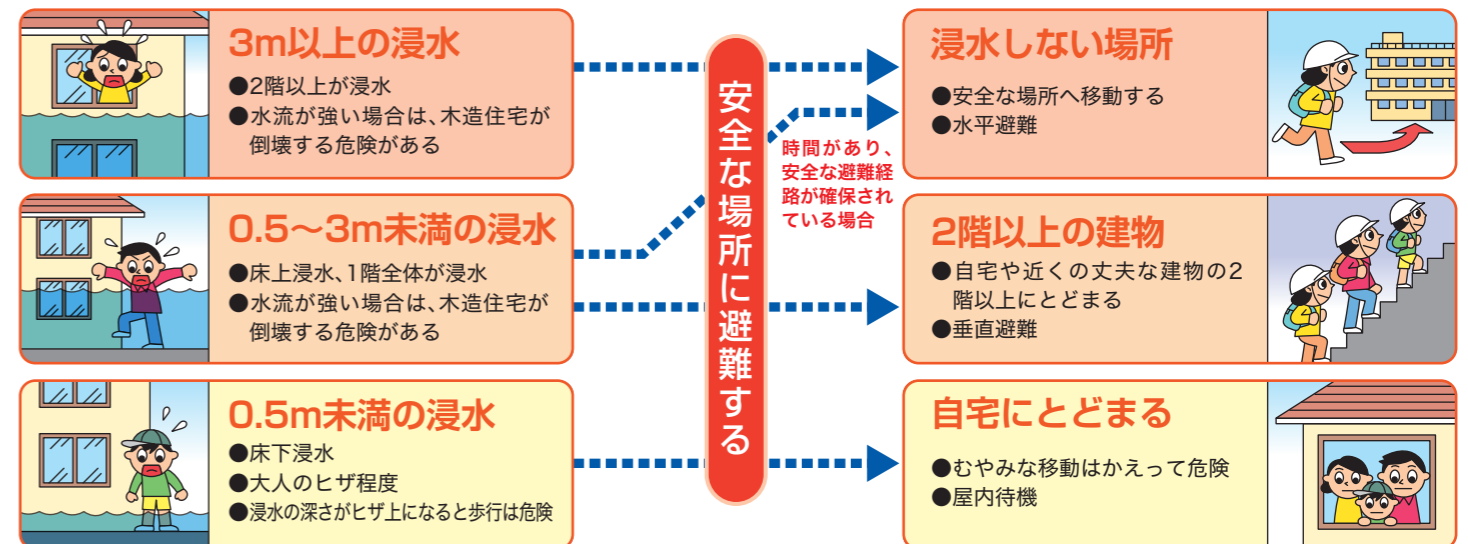 3m以上の浸水
●2階以上が浸水
●水流が強い場合は、木造住宅が
倒壊する危険がある
0.5〜3m未満の浸水
●床上浸水、1階全体が浸水
●水流が強い場合は、木造住宅が
倒壊する危険がある
0.5m未満の浸水
●床下浸水
●大人のヒザ程度
●浸水の深さがヒザ上になると歩行は危険
安全な場所に避難する
時間があり、
安全な避難経
路が確保され
ている場合
浸水しない場所
●安全な場所へ移動する
●水平避難
2階以上の建物
●自宅や近くの丈夫な建物の2
階以上にとどまる
●垂直避難
自宅にとどまる
●むやみな移動はかえって危険
●屋内待機